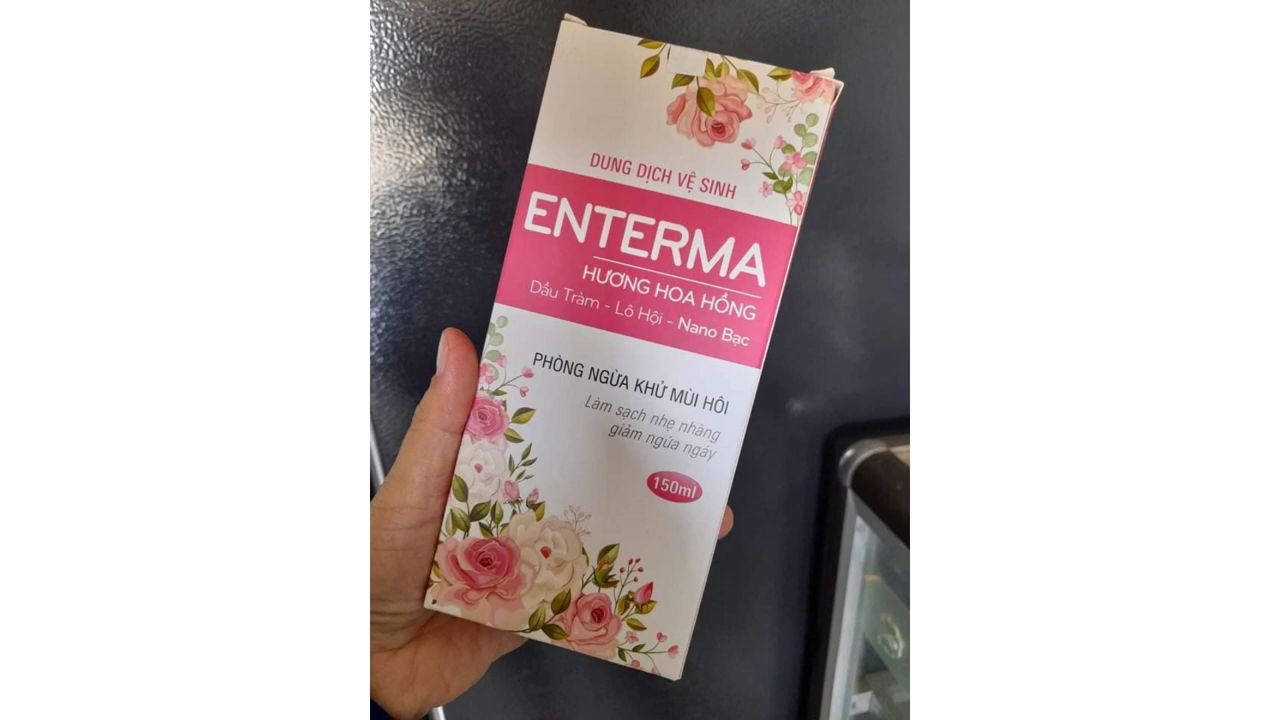 DUNG DỊCH VỆ SINH
ENTERMA
HƯƠNG HOA HỒNG
Dầu Tràm - Lô Hội - Nano Bạc
PHÒNG NGỪA KHỬ MÙI HÔI
Làm sạch nhẹ nhàng
giảm ngứa ngáy
150ml